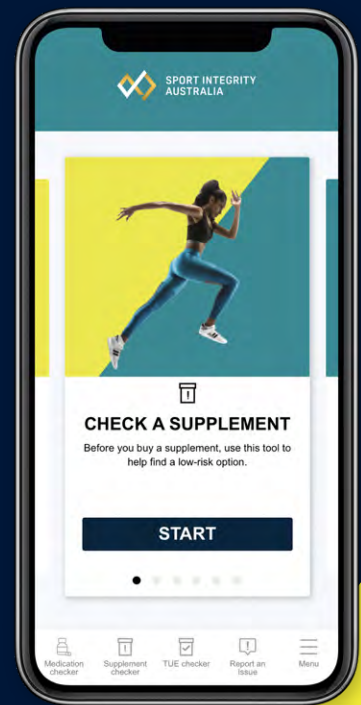 SPORT INTEGRITY
AUSTRALIA
CHECK A SUPPLEMENT
Before you buy a supplement, use this tool to
help find a low-risk option.
START
Medication
checker
Supplement
checker
TUE checker
Report an
Issue
Menu